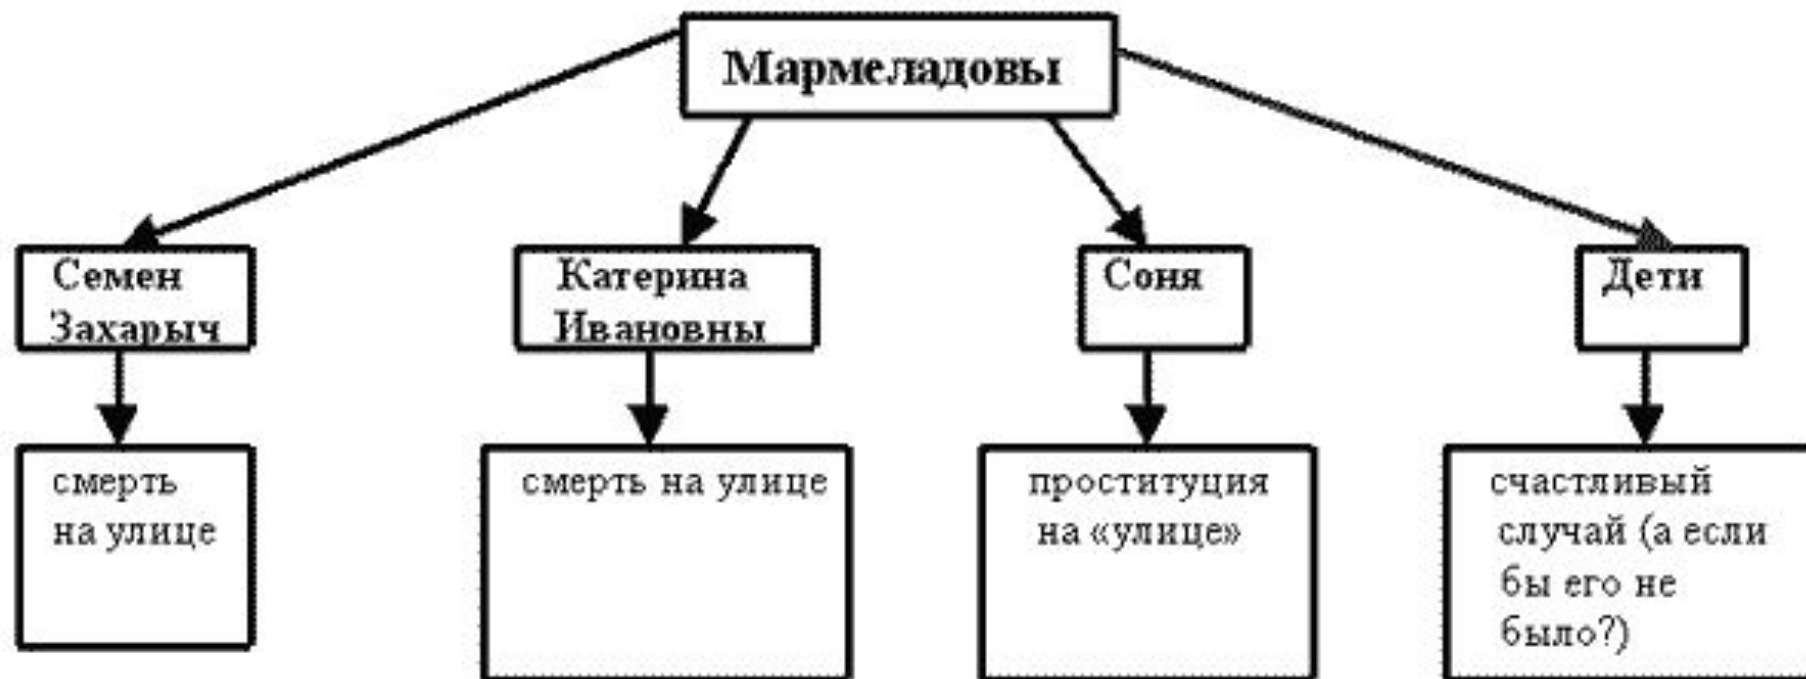 Мармеладовы
Семен
Захарыч
Катерина
Ивановны
Соня
Дети
смерть
на улице
смерть на улице
проституция
на «улице»
счастливый
случай (а если
бы его не
было?)